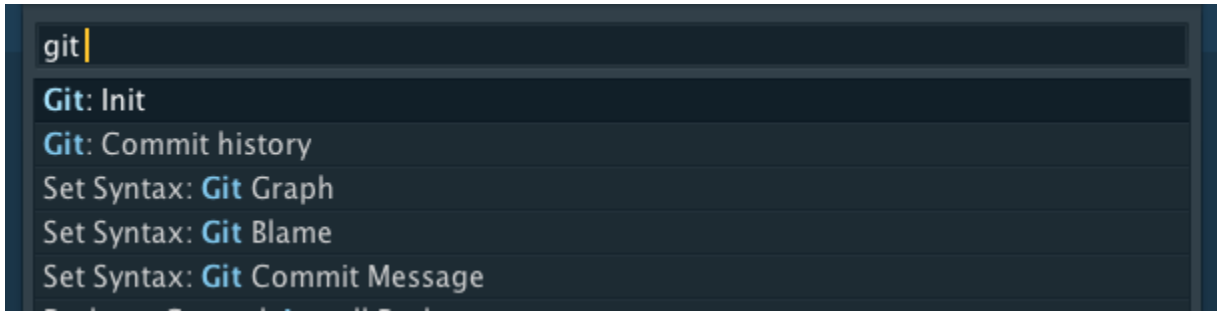 git
Git: Init
Git: Commit history
Set Syntax: Git Graph
Set Syntax: Git Blame
Set Syntax: Git Commit Message